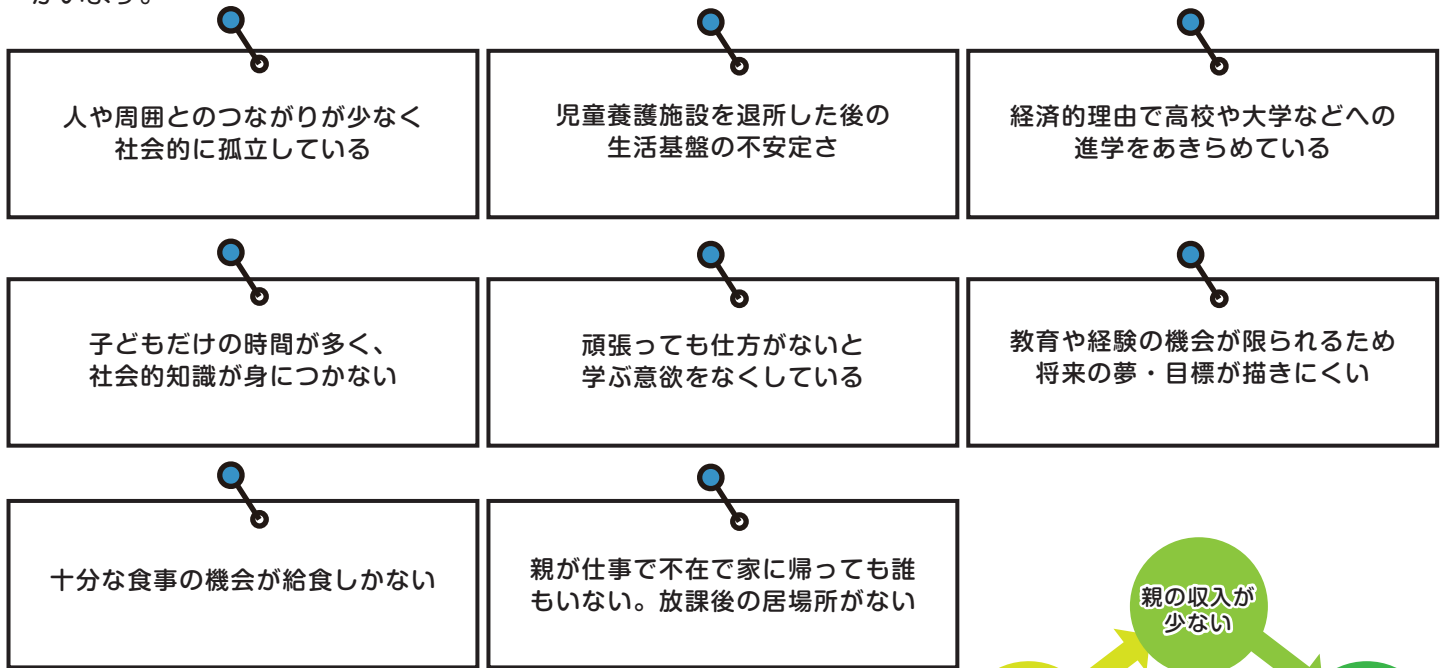 人や周囲とのつながりが少なく
社会的に孤立している
児童養護施設を退所した後の
生活基盤の不安定さ
経済的理由で高校や大学などへの
進学をあきらめている
子どもだけの時間が多く、
社会的知識が身につかない
頑張っても仕方がないと
学ぶ意欲をなくしている
教育や経験の機会が限られるため
将来の夢・目標が描きにくい
十分な食事の機会が給食しかない
親が仕事で不在で家に帰っても誰
もいない。放課後の居場所がない
親の収入が
少ない